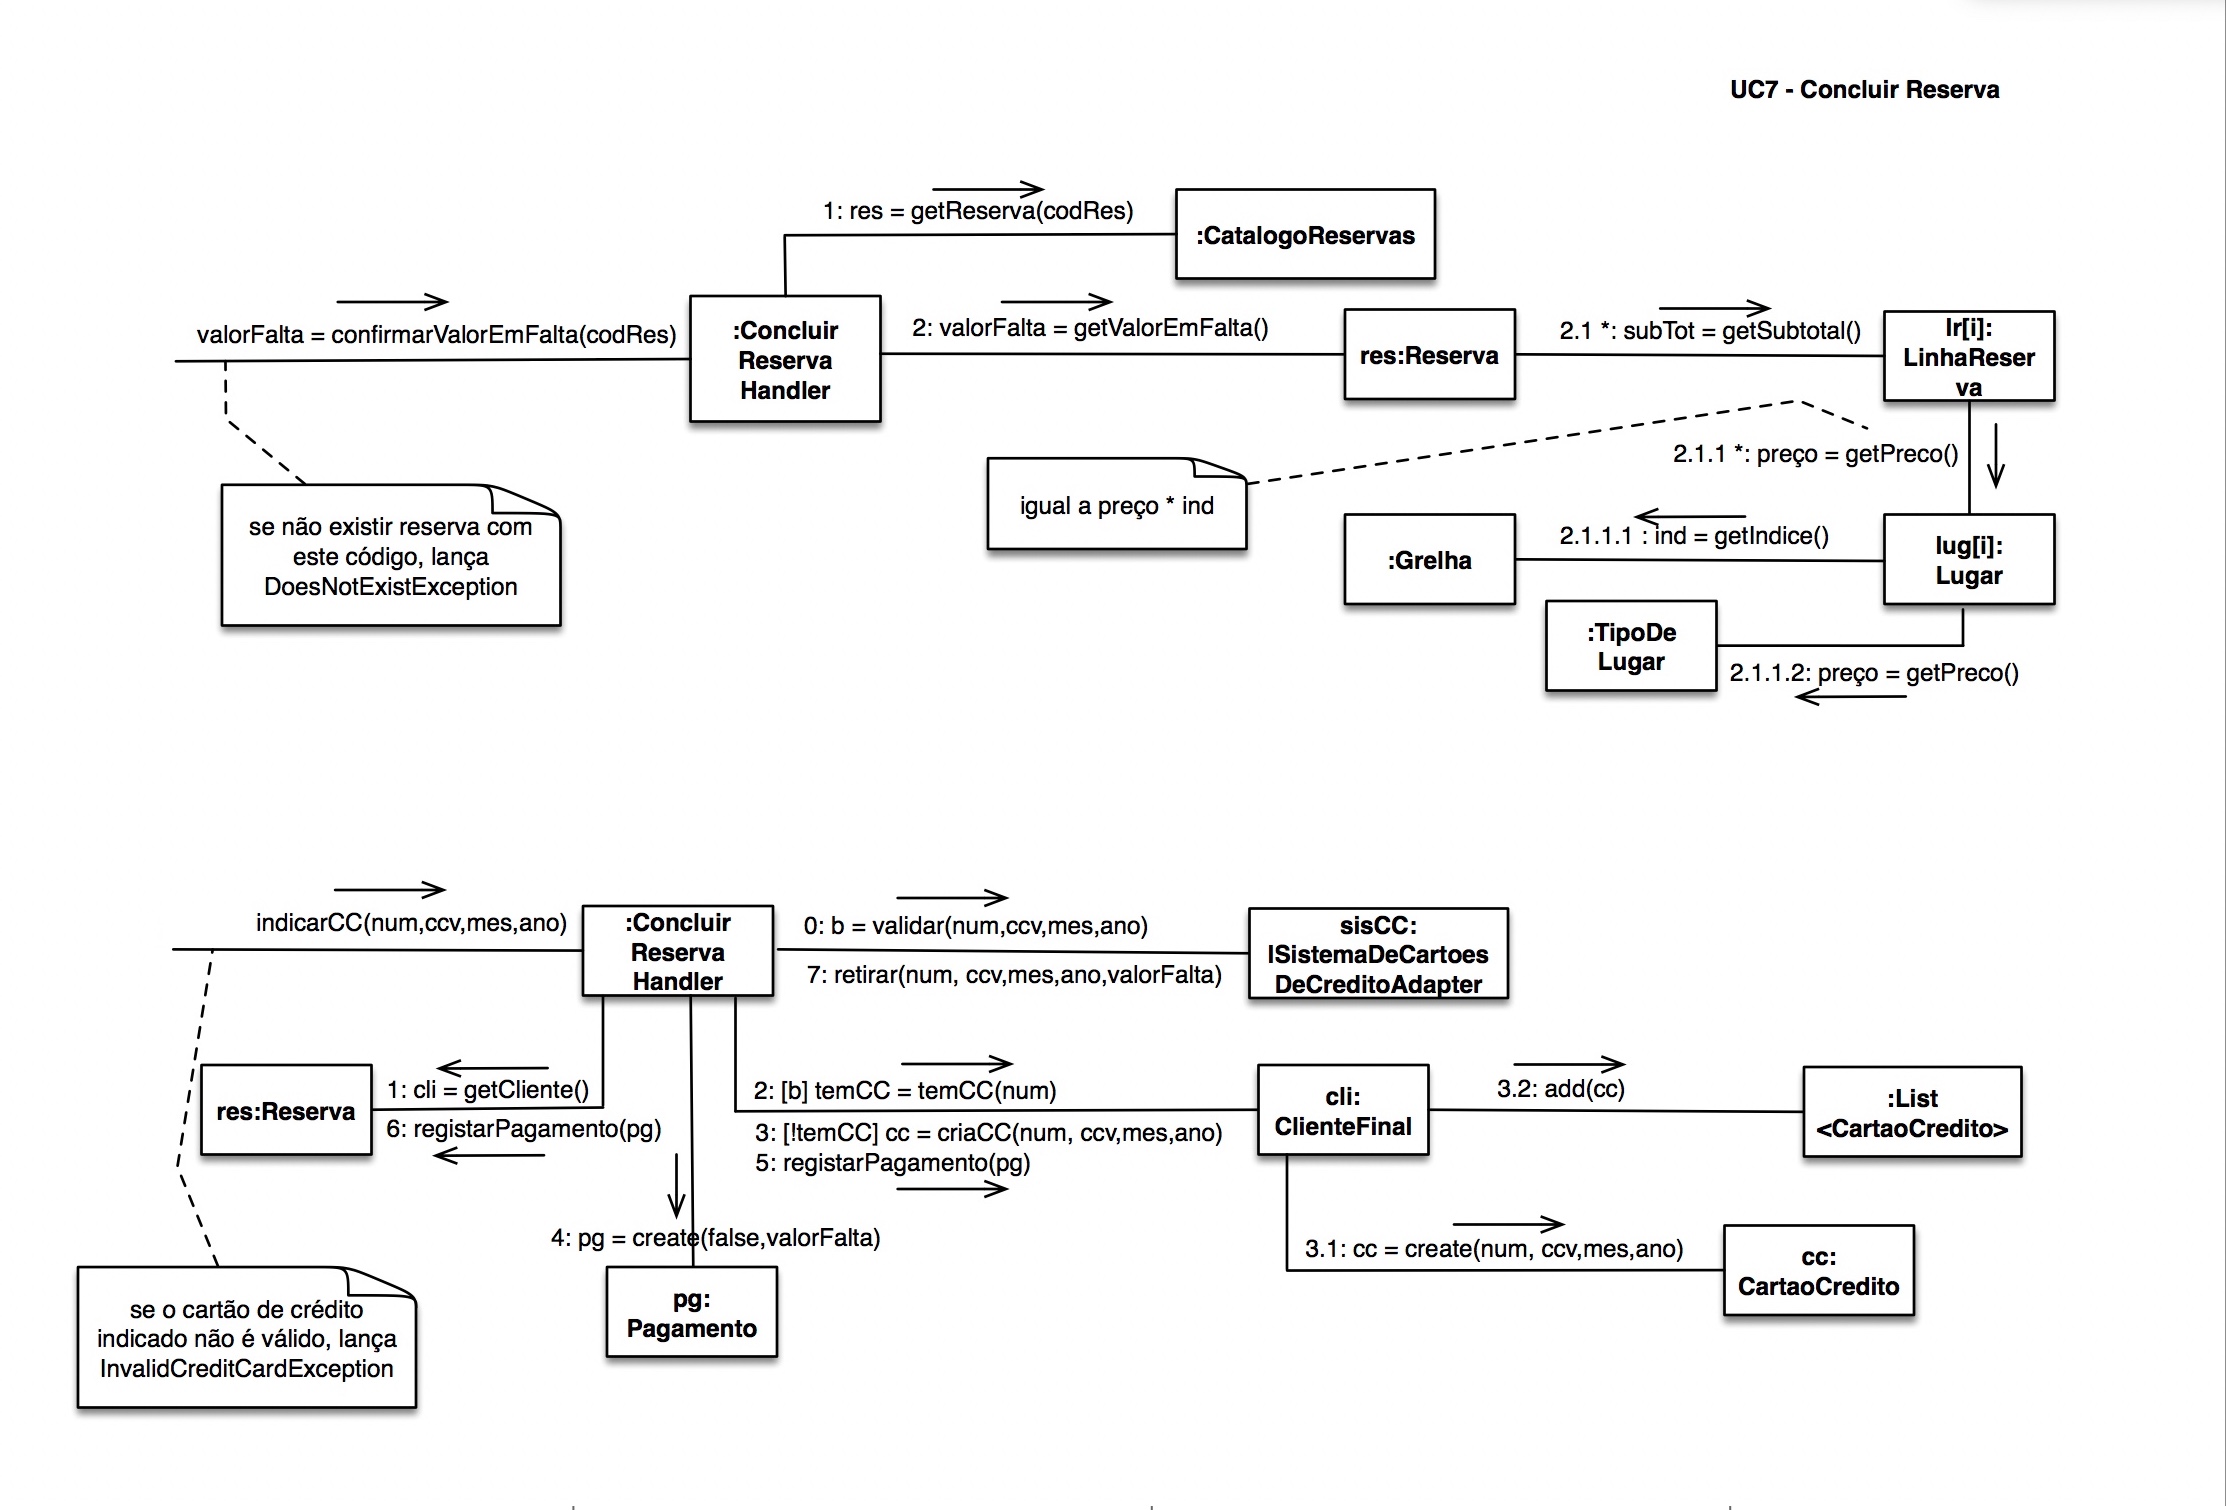 UC7 - Concluir Reserva
1: res = getReserva(codRes)
:CatalogoReservas
valorFalta = confirmarValorEmFalta(codRes)
:Concluir
Reserva
Handler
2: valorFalta = getValorEmFalta()
res:Reserva
2.1 *: subTot = getSubtotal()
lr[i]:
LinhaReser
va
2.1.1 *: preço = getPreco()
igual a preço * ind
se não existir reserva com
este código, lança
DoesNotExistException
:Grelha
2.1.1.1 : ind = getIndice()
lug[i]:
Lugar
:TipoDe
Lugar
2.1.1.2: preço = getPreco()
indicarCC(num,ccv,mes,ano)
:Concluir
Reserva
Handler
0: b = validar(num,ccv,mes,ano)
7: retirar(num, ccv,mes,ano,valorFalta)
sisCC:
ISistemaDeCartoes
DeCreditoAdapter
res:Reserva
1: cli = getCliente()
6: registarPagamento(pg)
2: [b] temCC = temCC(num)
3: [!temCC] cc = criaCC(num, ccv,mes,ano)
5: registarPagamento(pg)
cli:
ClienteFinal
3.2: add(cc)
:List
<CartaoCredito>
4: pg = create(false,valorFalta)
pg:
Pagamento
3.1: cc = create(num, ccv,mes,ano)
cc:
CartaoCredito
se o cartão de crédito
indicado não é válido, lança
InvalidCreditCardException